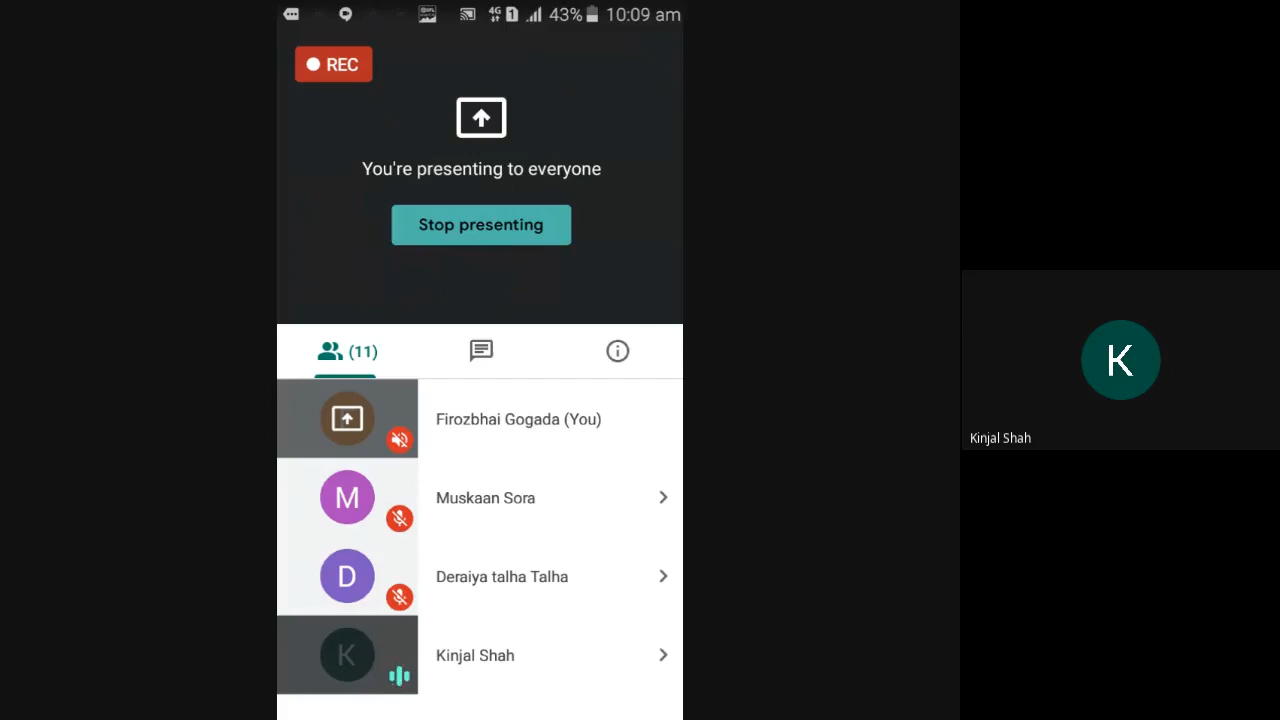 43% 10:09 am
REC
You're presenting to everyone
Stop presenting
(11)
Firozbhai Gogada (You)
M
Muskaan Sora
D
Deraiya talha Talha
K
Kinjal Shah
K
Kinjal Shah